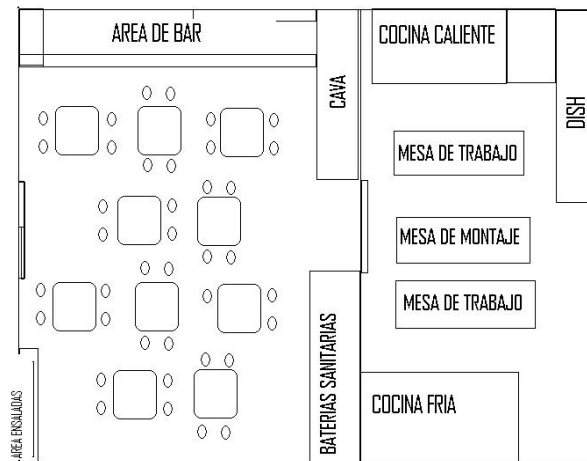 AREA DE BAR
COCINA CALIENTE
CAVA
DISH
MESA DE TRABAJO
MESA DE MONTAJE
MESA DE TRABAJO
BATERIAS SANITARIAS
COCINA FRIA
AREA ENSALADAS